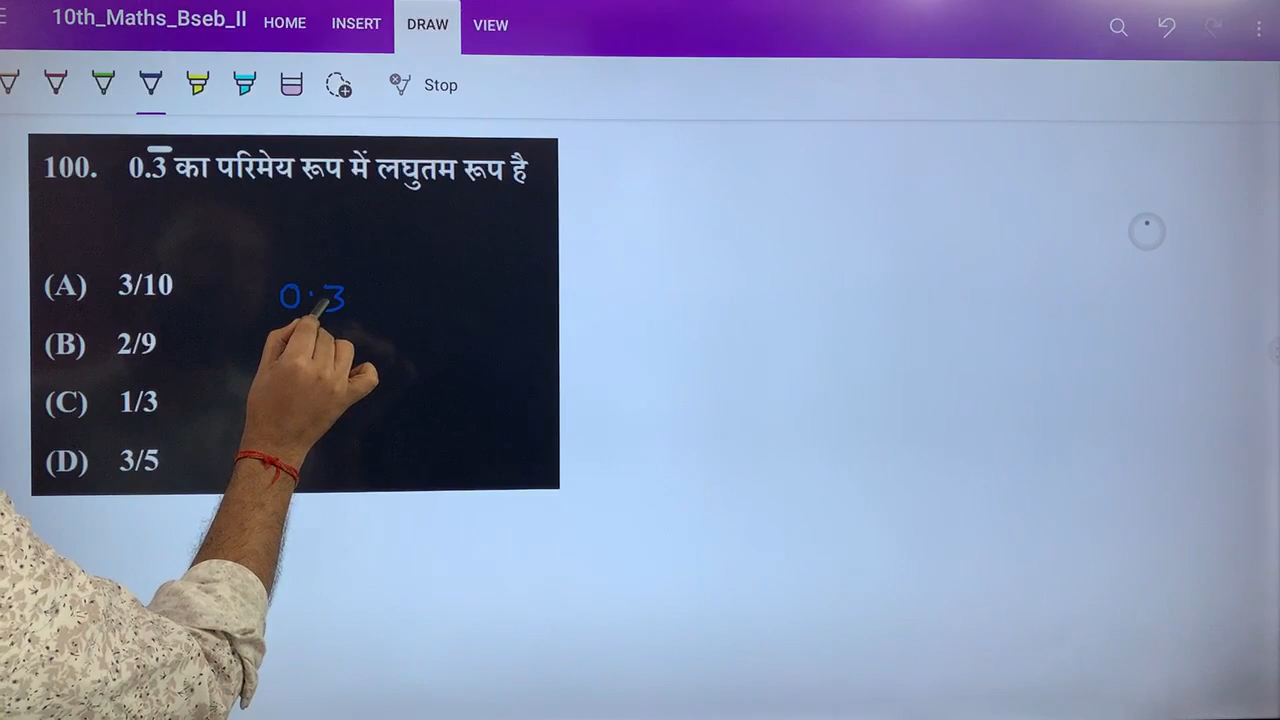 10th_Maths_Bseb_II HOME INSERT DRAW VIEW
Stop
100. 0.3̅ का परिमेय रूप में लघुतम रूप है
(A) 3/10
0.3
(B) 2/9
(C) 1/3
(D) 3/5